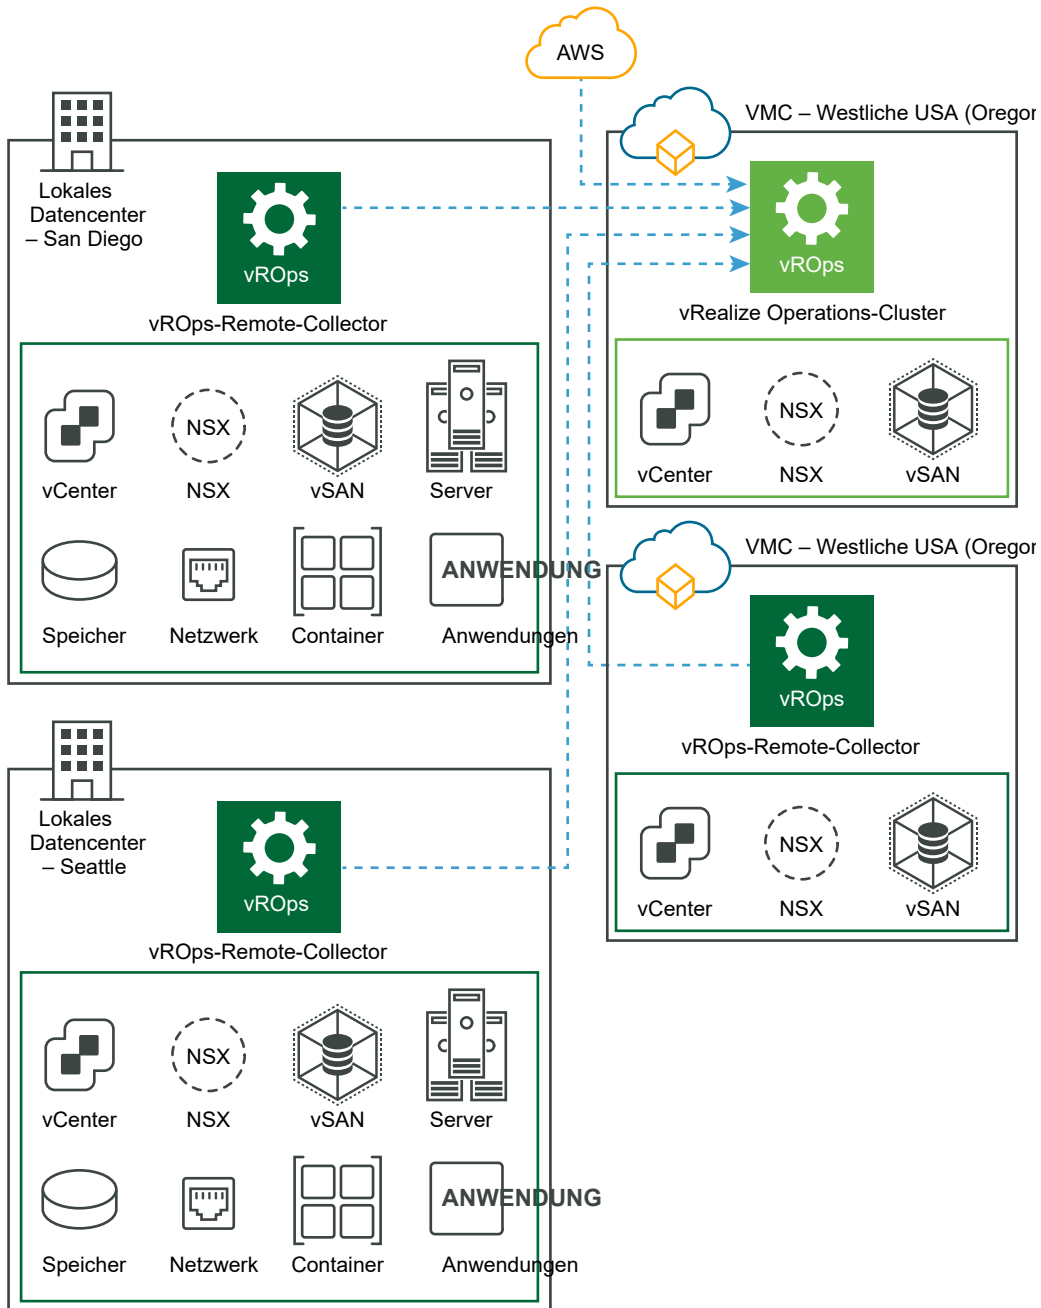 AWS
VMC – Westliche USA (Oregon
Lokales
Datencenter
– San Diego
vROps
vROps-Remote-Collector
vCenter
NSX
NSX
vSAN
Server
Speicher
Netzwerk
Container
ANWENDUNG
Anwendungen
vROps
vRealize Operations-Cluster
vCenter
NSX
NSX
vSAN
VMC – Westliche USA (Oregon
vROps
vROps-Remote-Collector
vCenter
NSX
NSX
vSAN
Lokales
Datencenter
– Seattle
vROps
vROps-Remote-Collector
vCenter
NSX
NSX
vSAN
Server
Speicher
Netzwerk
Container
ANWENDUNG
Anwendungen